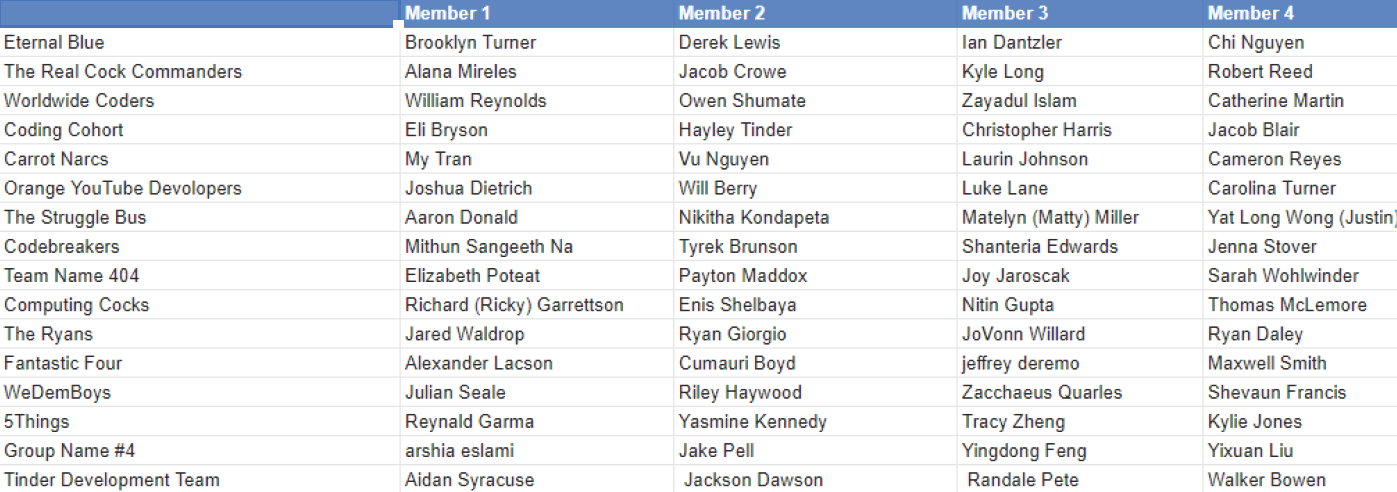 Member 1 Member 2 Member 3 Member 4
Eternal Blue Brooklyn Turner Derek Lewis Ian Dantzler Chi Nguyen
The Real Cock Commanders Alana Mireles Jacob Crowe Kyle Long Robert Reed
Worldwide Coders William Reynolds Owen Shumate Zayadul Islam Catherine Martin
Coding Cohort Eli Bryson Hayley Tinder Christopher Harris Jacob Blair
Carrot Narcs My Tran Vu Nguyen Laurin Johnson Cameron Reyes
Orange YouTube Devolopers Joshua Dietrich Will Berry Luke Lane Carolina Turner
The Struggle Bus Aaron Donald Nikitha Kondapeta Matelyn (Matty) Miller Yat Long Wong (Justin)
Codebreakers Mithun Sangeeth Na Tyrek Brunson Shanteria Edwards Jenna Stover
Team Name 404 Elizabeth Poteat Payton Maddox Joy Jaroscak Sarah Wohlwinder
Computing Cocks Richard (Ricky) Garrettson Enis Shelbaya Nitin Gupta Thomas McLemore
The Ryans Jared Waldrop Ryan Giorgio JoVonn Willard Ryan Daley
Fantastic Four Alexander Lacson Cumauri Boyd jeffrey deremo Maxwell Smith
WeDemBoys Julian Seale Riley Haywood Zacchaeus Quarles Shevaun Francis
5Things Reynald Garma Yasmine Kennedy Tracy Zheng Kylie Jones
Group Name #4 arshia eslami Jake Pell Yingdong Feng Yixuan Liu
Tinder Development Team Aidan Syracuse Jackson Dawson Randale Pete Walker Bowen